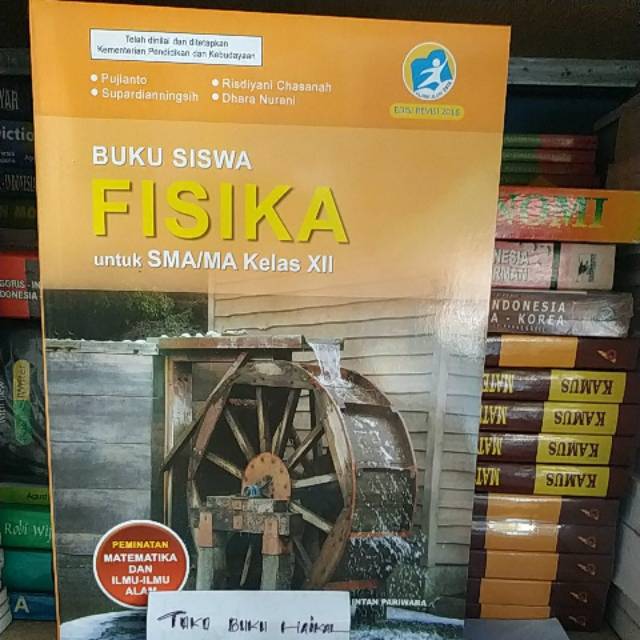 Telah dinilai dan ditetapkan
Kementerian Pendidikan dan Kebudayaan
• Pujianto
• Supardianningsih
• Risdiyani Chasanah
• Dhara Nurani
EDISI REVISI 2016
BUKU SISWA
FISIKA
untuk SMA/MA Kelas XII
PEMINATAN
MATEMATIKA
DAN
ILMU-ILMU
ALAM
INTAN PARIWARA
TOKO BUKU HAIKAL
INDONESIA
A - KOREA
KAMUS
KAMUS
KAMUS
KAMUS